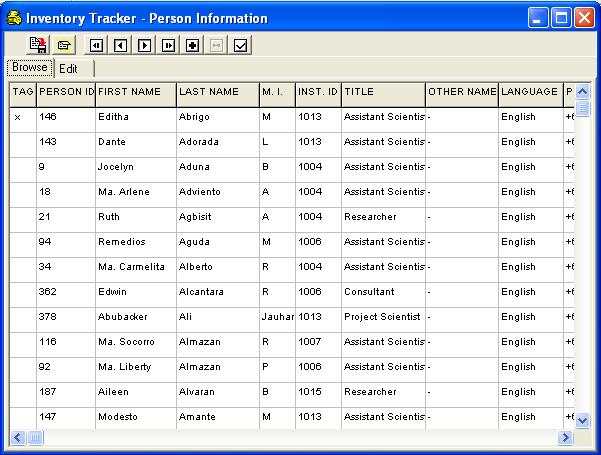 Inventory Tracker - Person Information
Browse Edit
TAG PERSON ID FIRST NAME LAST NAME M. I. INST. ID TITLE OTHER NAME LANGUAGE P
x 146 Editha Abrigo M 1013 Assistant Scientis - English +6
143 Dante Adorada L 1013 Assistant Scientis - English +6
9 Jocelyn Aduna B 1004 Assistant Scientis - English +6
18 Ma. Arlene Adviento A 1004 Assistant Scientis - English +6
21 Ruth Agbisit A 1004 Researcher - English +6
94 Remedios Aguda M 1006 Assistant Scientis - English +6
34 Ma. Carmelita Alberto R 1004 Assistant Scientis - English +6
362 Edwin Alcantara R 1006 Consultant - English +6
378 Abubacker Ali Jauhar 1013 Project Scientist - English +6
116 Ma. Socorro Almazan R 1007 Assistant Scientis - English +6
92 Ma. Liberty Almazan P 1006 Assistant Scientis - English +6
187 Aileen Alvaran B 1015 Researcher - English +6
147 Modesto Amante M 1013 Assistant Scientis - English +6